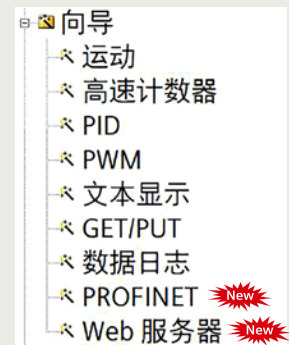 向导
运动
高速计数器
PID
PWM
文本显示
GET/PUT
数据日志
PROFINET New
Web 服务器 New